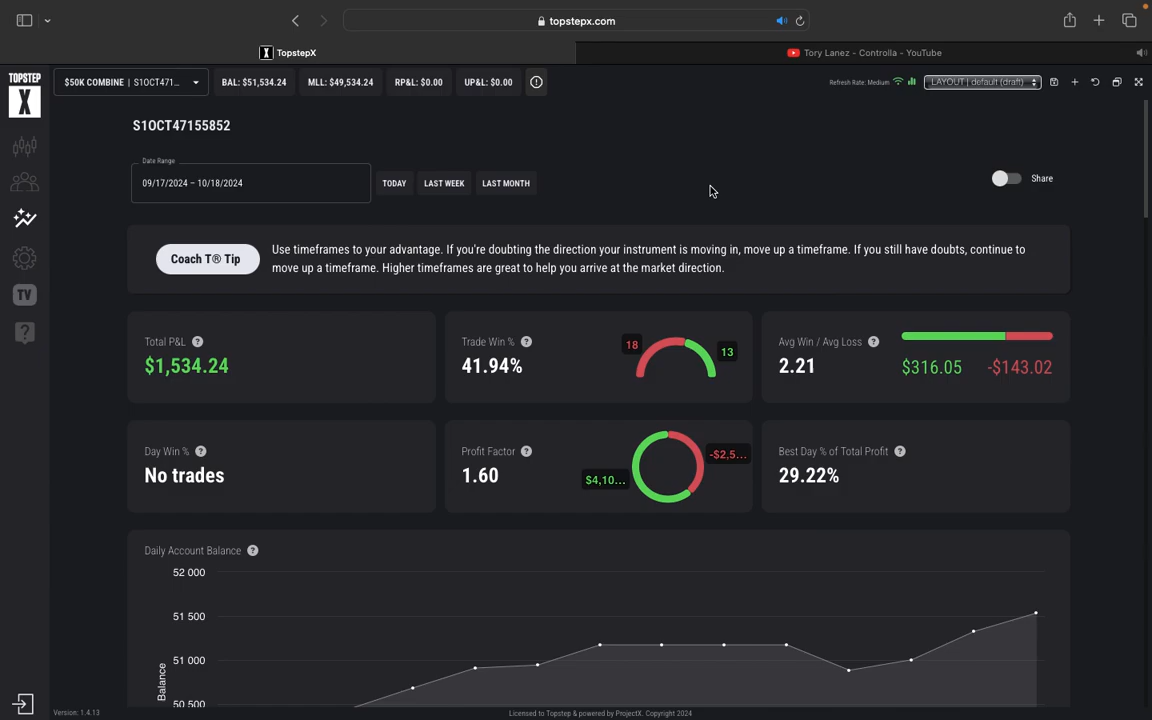 topstepx.com
TopstepX
Tory Lanez - Controlla - YouTube
TOPSTEP
X
$50K COMBINE | S1OCT471...
BAL: $51,534.24
MLL: $49,534.24
RP&L: $0.00
UP&L: $0.00
Refresh Rate: Medium
LAYOUT | default (draft)
S1OCT47155852
Date Range
09/17/2024 – 10/18/2024
TODAY
LAST WEEK
LAST MONTH
Share
Coach T® Tip
Use timeframes to your advantage. If you're doubting the direction your instrument is moving in, move up a timeframe. If you still have doubts, continue to
move up a timeframe. Higher timeframes are great to help you arrive at the market direction.
TV
Total P&L ?
$1,534.24
Trade Win % ?
41.94%
18
13
Avg Win / Avg Loss ?
2.21
$316.05
-$143.02
Day Win % ?
No trades
Profit Factor ?
1.60
$4,10...
-$2,5...
Best Day % of Total Profit ?
29.22%
Daily Account Balance ?
52 000
51 500
51 000
50 500
Balance
Version: 1.4.13
Licensed to Topstep & powered by ProjectX. Copyright 2024